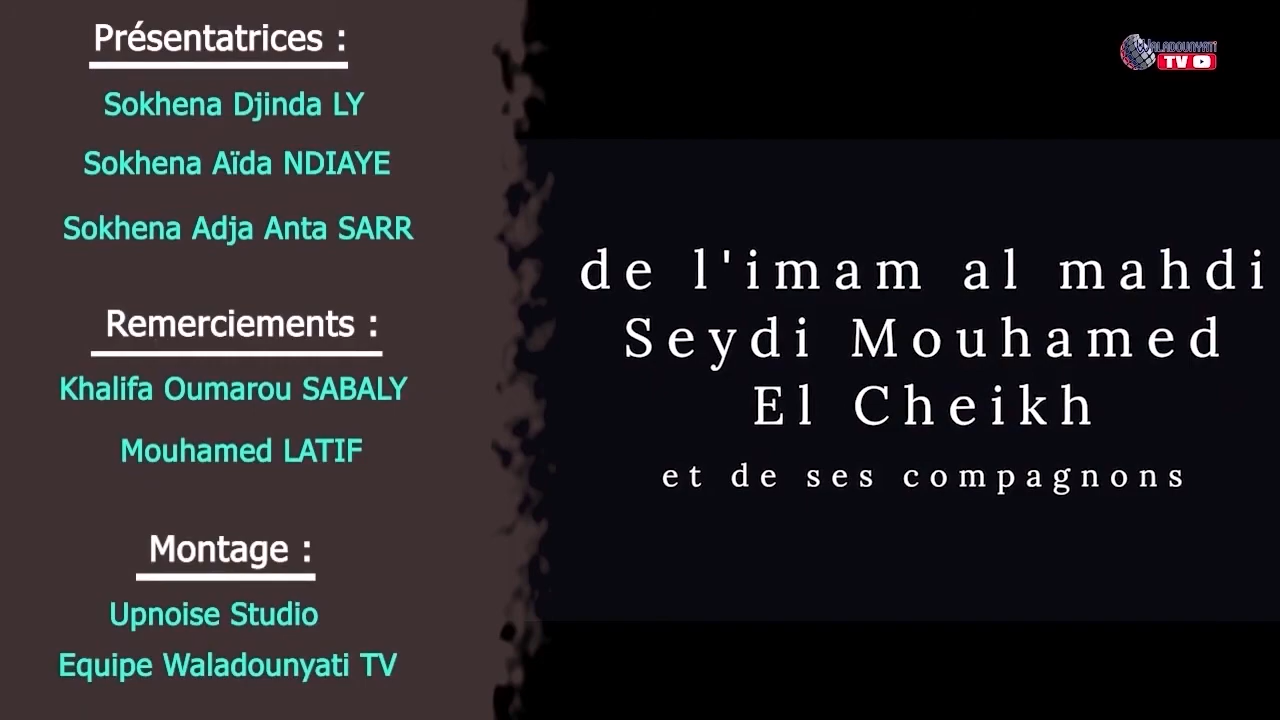 Présentatrices :
Sokhena Djinda LY
Sokhena Aïda NDIAYE
Sokhena Adja Anta SARR
Remerciements :
Khalifa Oumarou SABALY
Mouhamed LATIF
Montage :
Upnoise Studio
Equipe Waladounyati TV
WALADOUNYATI
TV
de l'imam al mahdi
Seydi Mouhamed
El Cheikh
et de ses compagnons